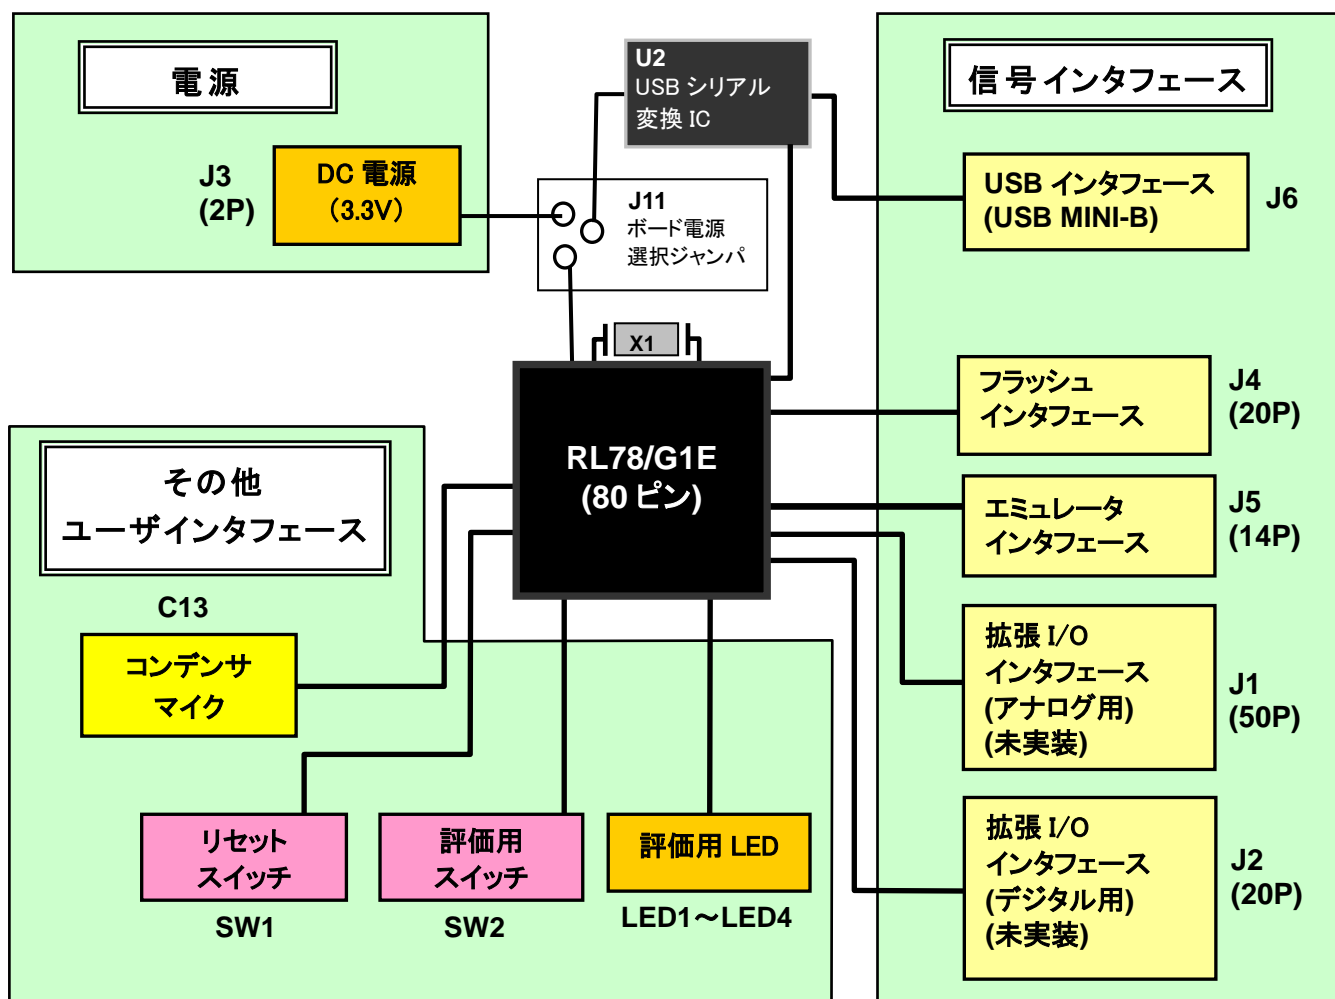 電源
J3
(2P)
DC 電源
(3.3V)
U2
USB シリアル
変換 IC
J11
ボード電源
選択ジャンパ
X1
RL78/G1E
(80 ピン)
信号インタフェース
USB インタフェース
(USB MINI-B)
J6
フラッシュ
インタフェース
J4
(20P)
エミュレータ
インタフェース
J5
(14P)
拡張 I/O
インタフェース
(アナログ用)
(未実装)
J1
(50P)
拡張 I/O
インタフェース
(デジタル用)
(未実装)
J2
(20P)
その他
ユーザインタフェース
C13
コンデンサ
マイク
リセット
スイッチ
SW1
評価用
スイッチ
SW2
評価用 LED
LED1～LED4